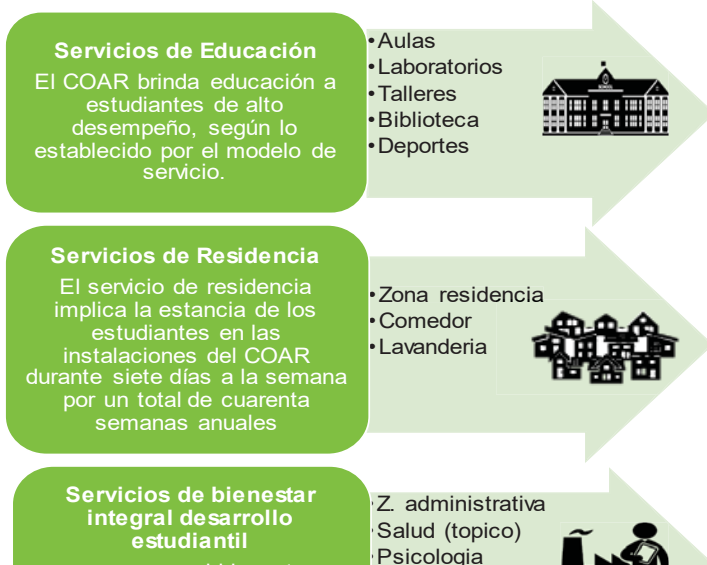 Servicios de Educación
El COAR brinda educación a
estudiantes de alto
desempeño, según lo
establecido por el modelo de
servicio.
•Aulas
•Laboratorios
•Talleres
•Biblioteca
•Deportes
SCHOOL
Servicios de Residencia
El servicio de residencia
implica la estancia de los
estudiantes en las
instalaciones del COAR
durante siete días a la semana
por un total de cuarenta
semanas anuales
•Zona residencia
•Comedor
•Lavanderia
Servicios de bienestar
integral desarrollo
estudiantil
•Z. administrativa
•Salud (topico)
•Psicologia